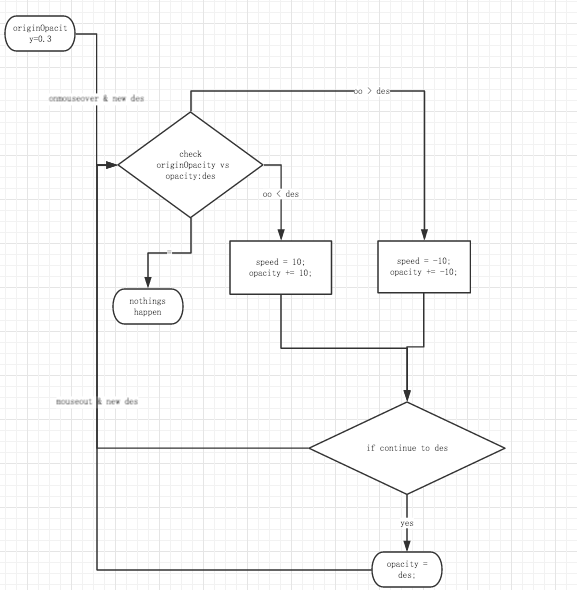 originOpacit
y=0.3
onmouseover & new des
oo > des
check
originOpacity vs
opacity:des
oo < des
speed = 10;
opacity += 10;
speed = -10;
opacity += -10;
=
nothings
happen
mouseout & new des
if continue to des
yes
opacity =
des;